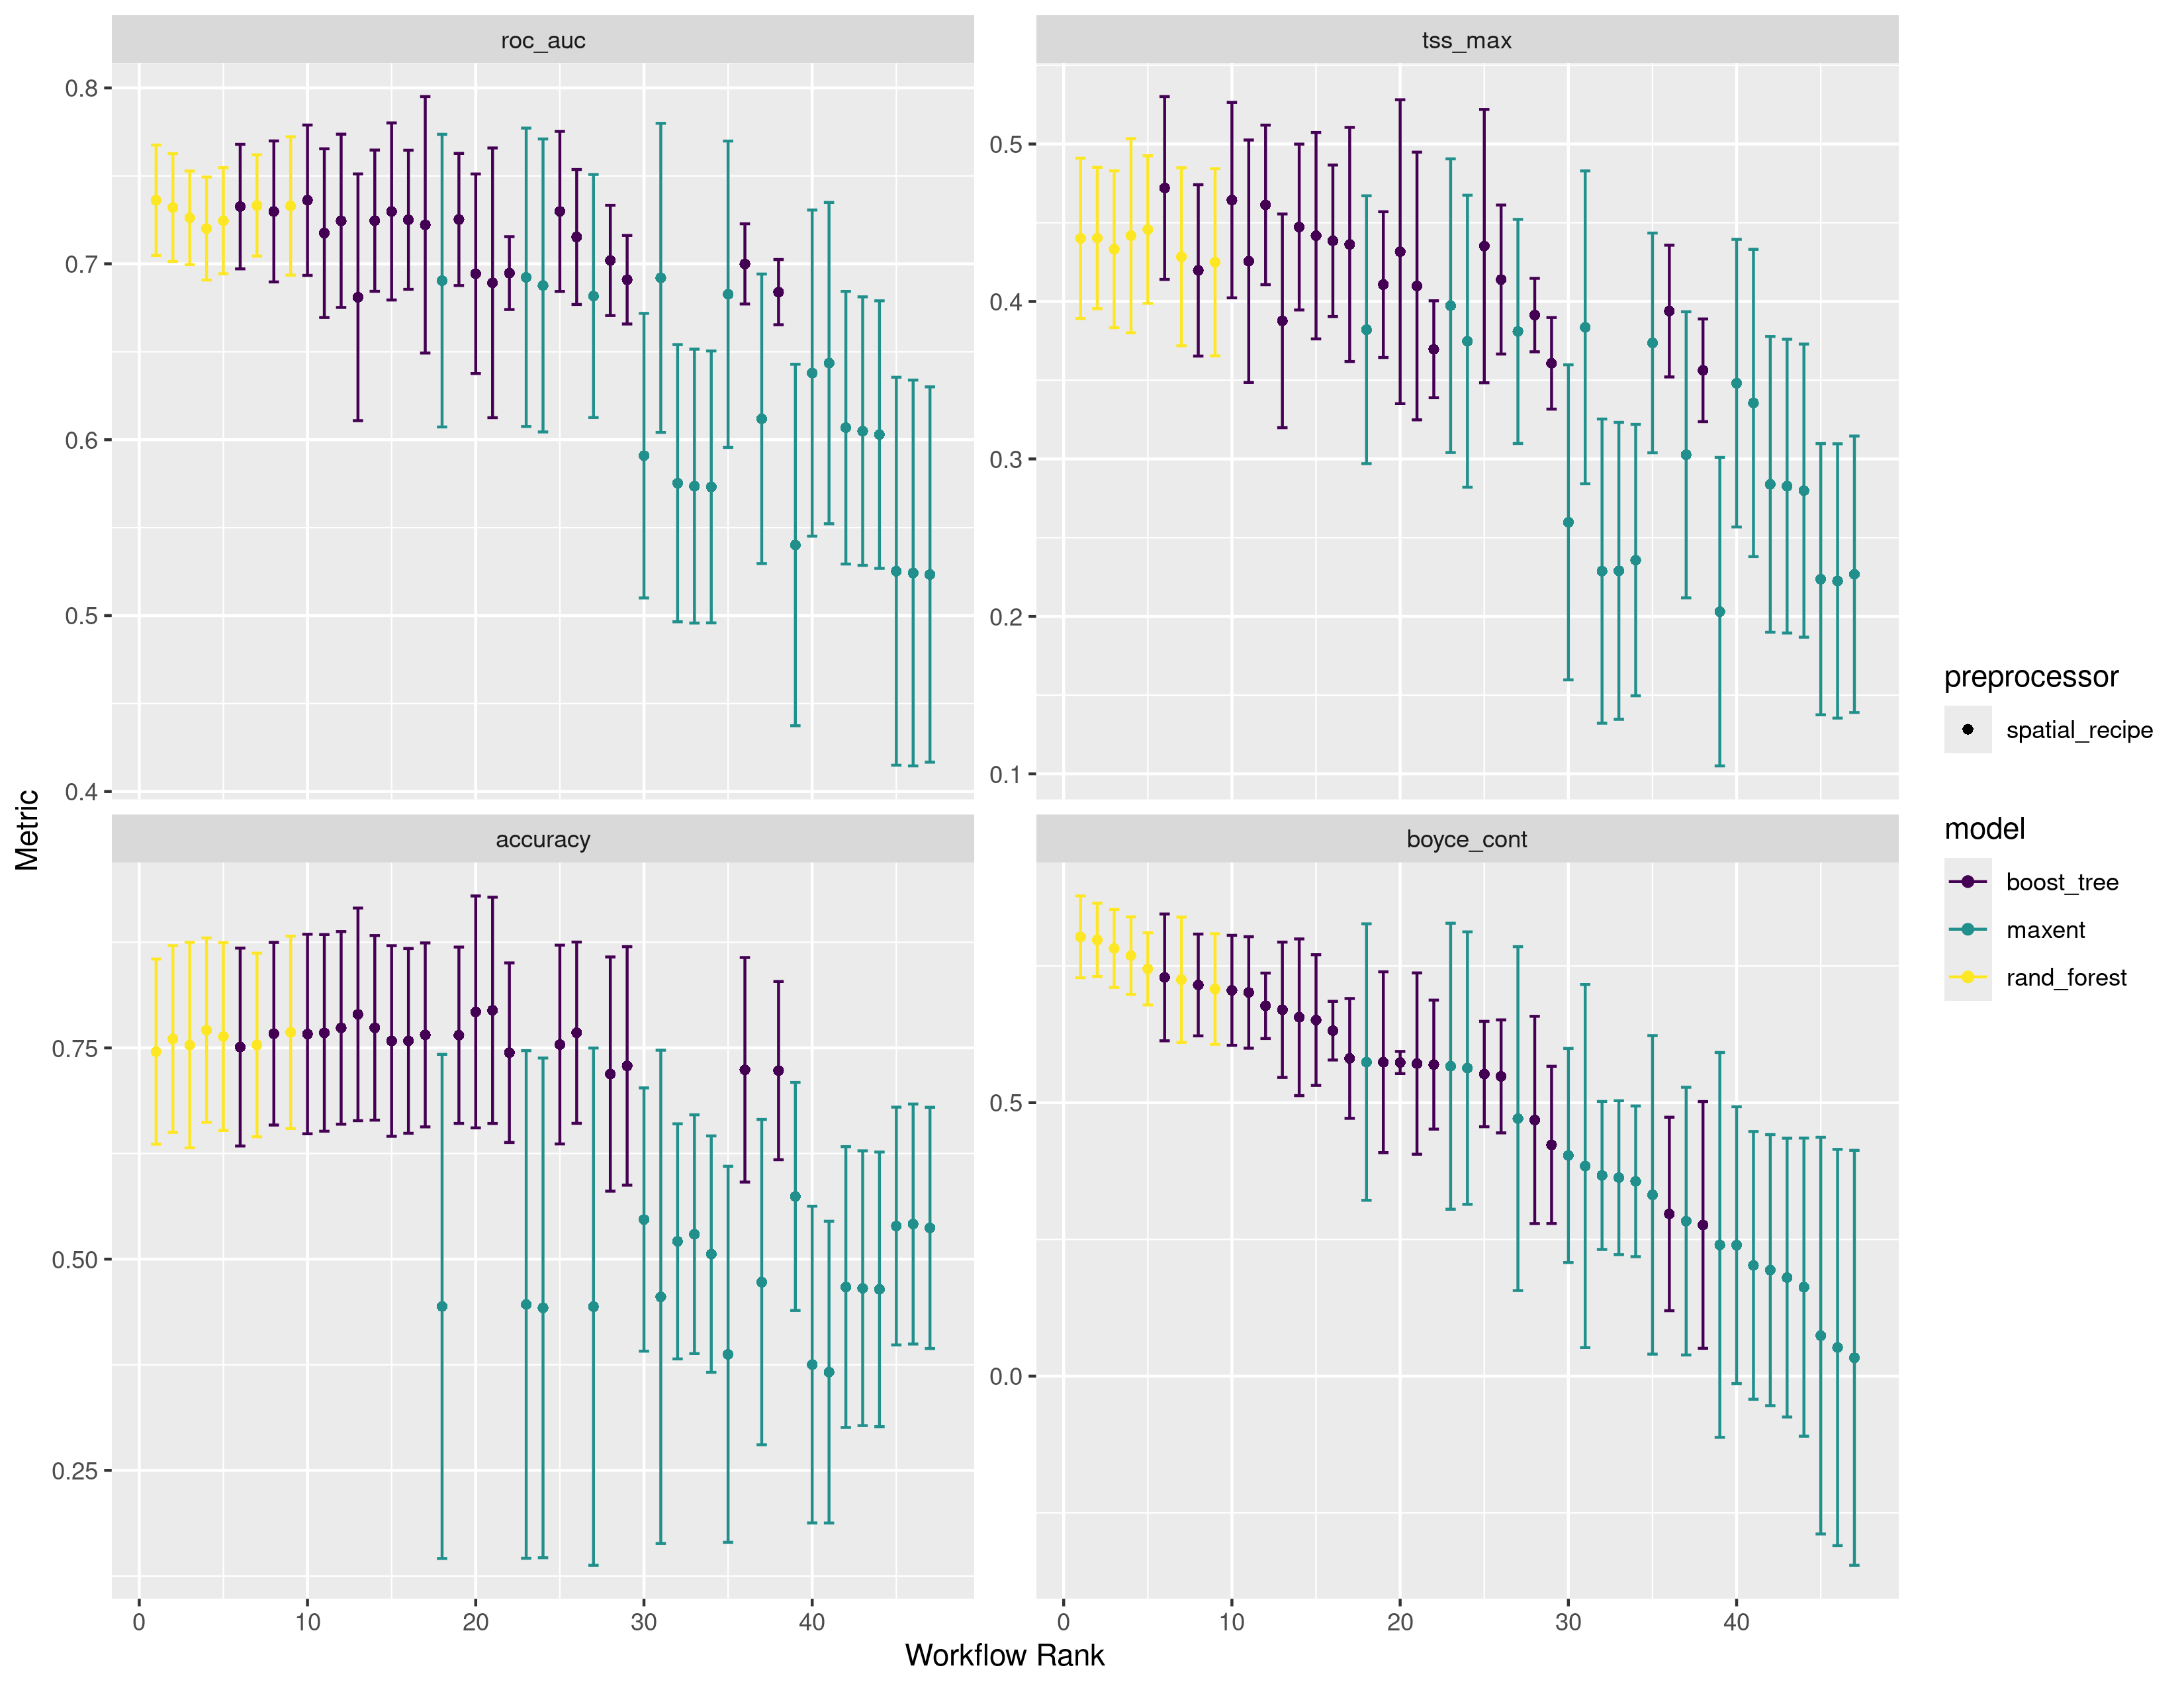 roc_auc
tss_max
0.8
0.7
0.6
0.5
0.4
0.5
0.4
0.3
0.2
0.1
Metric
accuracy
boyce_cont
0.75
0.50
0.25
0.5
0.0
0 10 20 30 40
0 10 20 30 40
Workflow Rank
preprocessor
spatial_recipe
model
boost_tree
maxent
rand_forest